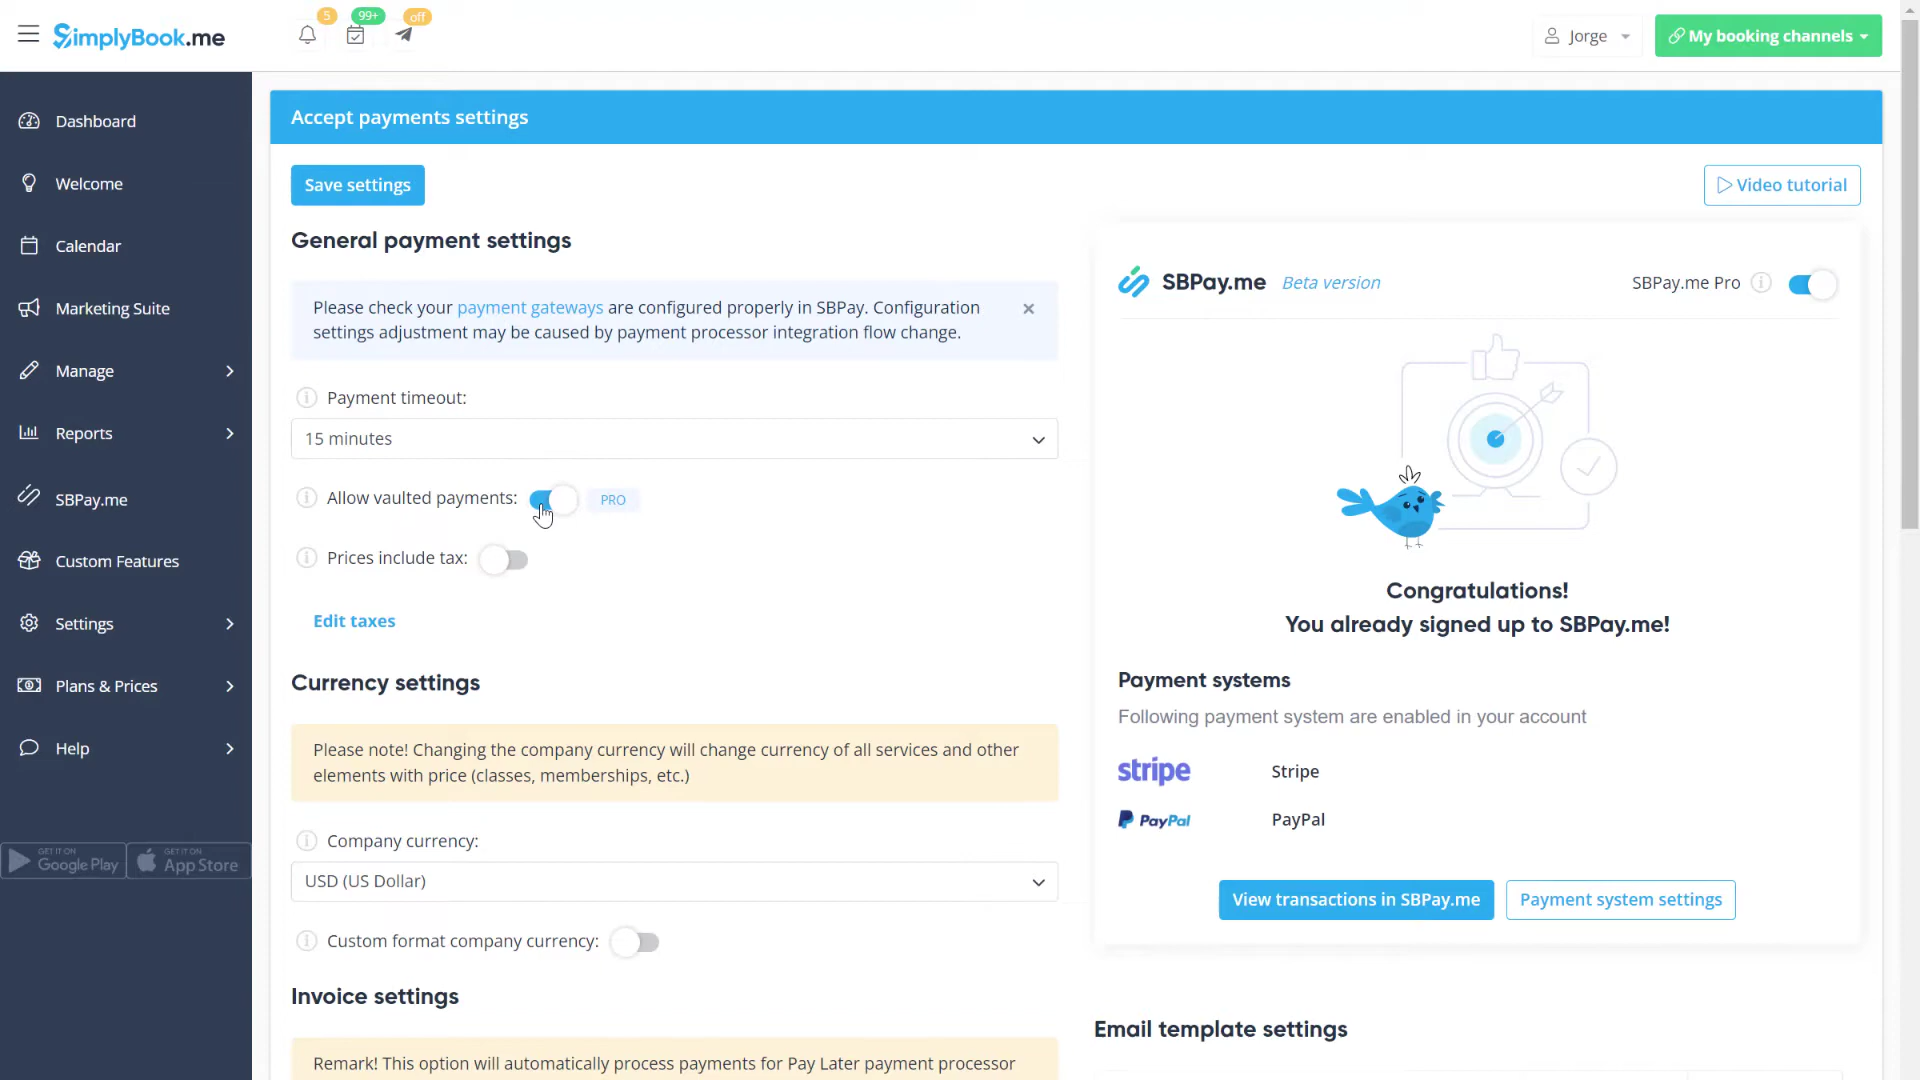 SimplyBook.me
5
99+
off
Jorge
My booking channels
Dashboard
Welcome
Calendar
Marketing Suite
Manage
Reports
SBPay.me
Custom Features
Settings
Plans & Prices
Help
GET IT ON
Google Play
GET IT ON
App Store
Accept payments settings
Save settings
Video tutorial
General payment settings
Please check your payment gateways are configured properly in SBPay. Configuration
settings adjustment may be caused by payment processor integration flow change.
Payment timeout:
15 minutes
Allow vaulted payments:
PRO
Prices include tax:
Edit taxes
Currency settings
Please note! Changing the company currency will change currency of all services and other
elements with price (classes, memberships, etc.)
Company currency:
USD (US Dollar)
Custom format company currency:
Invoice settings
Remark! This option will automatically process payments for Pay Later payment processor
SBPay.me
Beta version
SBPay.me Pro
Congratulations!
You already signed up to SBPay.me!
Payment systems
Following payment system are enabled in your account
stripe
Stripe
PayPal
PayPal
View transactions in SBPay.me
Payment system settings
Email template settings